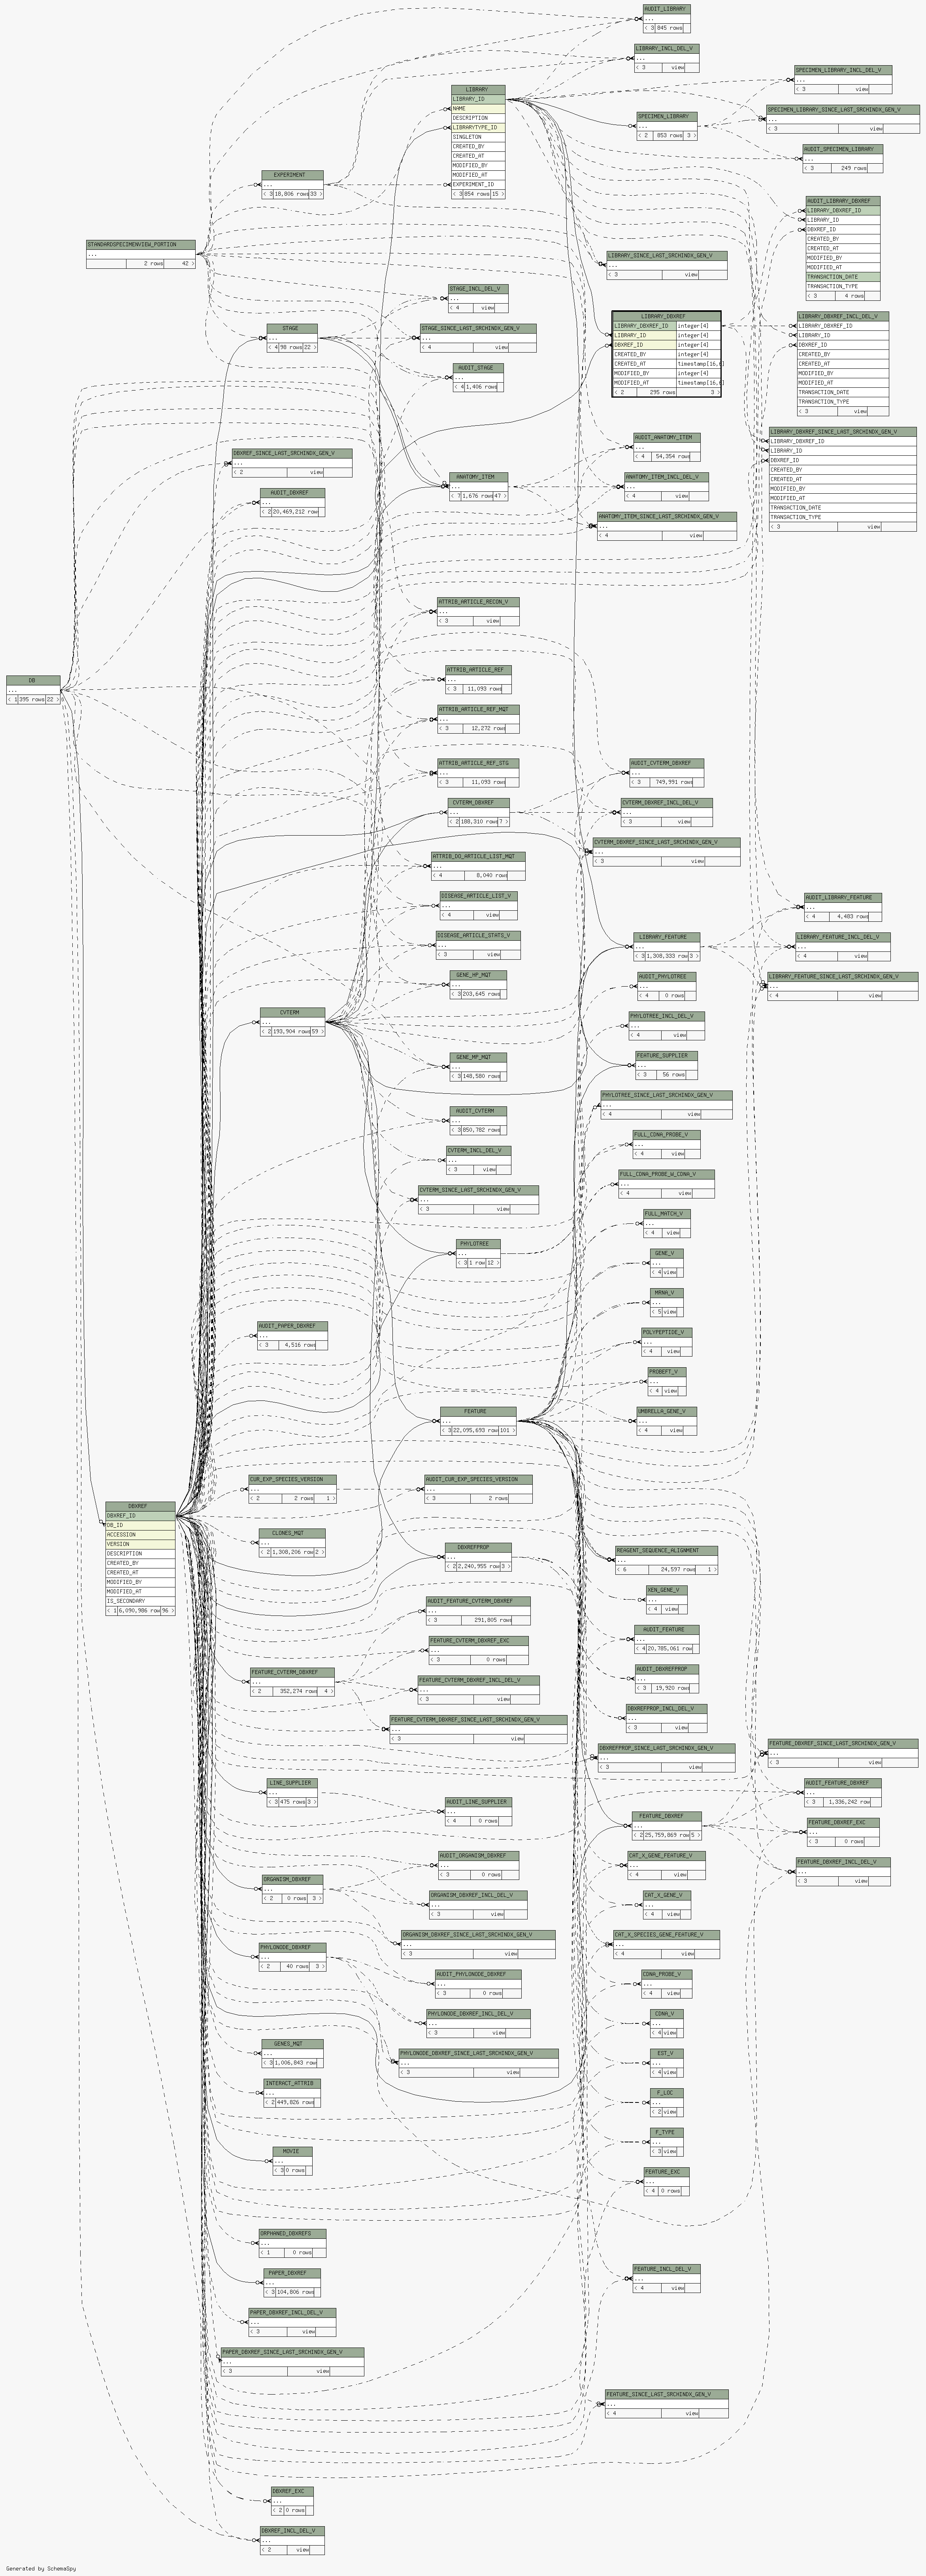 AUDIT_LIBRARY
...
< 3 845 rows
LIBRARY_INCL_DEL_V
...
< 3 view
LIBRARY
LIBRARY_ID
NAME
DESCRIPTION
LIBRARYTYPE_ID
SINGLETON
CREATED_BY
CREATED_AT
MODIFIED_BY
MODIFIED_AT
EXPERIMENT_ID
< 3 854 rows 15 >
SPECIMEN_LIBRARY_INCL_DEL_V
...
< 3 view
SPECIMEN_LIBRARY_SINCE_LAST_SRCHINDX_GEN_V
...
< 3 view
SPECIMEN_LIBRARY
...
< 2 853 rows 3 >
AUDIT_SPECIMEN_LIBRARY
...
< 3 249 rows
EXPERIMENT
...
< 3 18,806 rows 33 >
AUDIT_LIBRARY_DBXREF
LIBRARY_DBXREF_ID
LIBRARY_ID
DBXREF_ID
CREATED_BY
CREATED_AT
MODIFIED_BY
MODIFIED_AT
TRANSACTION_DATE
TRANSACTION_TYPE
< 3 4 rows
STANDARDSPECIMENVIEW_PORTION
...
2 rows 42 >
LIBRARY_SINCE_LAST_SRCHINDX_GEN_V
...
< 3 view
STAGE_INCL_DEL_V
...
< 4 view
LIBRARY_DBXREF
LIBRARY_DBXREF_ID integer[4]
LIBRARY_ID integer[4]
DBXREF_ID integer[4]
CREATED_BY integer[4]
CREATED_AT timestamp[16,6]
MODIFIED_BY integer[4]
MODIFIED_AT timestamp[16,6]
< 2 295 rows 3 >
LIBRARY_DBXREF_INCL_DEL_V
LIBRARY_DBXREF_ID
LIBRARY_ID
DBXREF_ID
CREATED_BY
CREATED_AT
MODIFIED_BY
MODIFIED_AT
TRANSACTION_DATE
TRANSACTION_TYPE
< 3 view
STAGE
...
< 4 98 rows 22 >
STAGE_SINCE_LAST_SRCHINDX_GEN_V
...
< 4 view
AUDIT_STAGE
...
< 4 1,406 rows
LIBRARY_DBXREF_SINCE_LAST_SRCHINDX_GEN_V
LIBRARY_DBXREF_ID
LIBRARY_ID
DBXREF_ID
CREATED_BY
CREATED_AT
MODIFIED_BY
MODIFIED_AT
TRANSACTION_DATE
TRANSACTION_TYPE
< 3 view
AUDIT_ANATOMY_ITEM
...
< 4 54,354 rows
DBXREF_SINCE_LAST_SRCHINDX_GEN_V
...
< 2 view
ANATOMY_ITEM
...
< 7 1,676 rows 47 >
ANATOMY_ITEM_INCL_DEL_V
...
< 4 view
AUDIT_DBXREF
...
< 2 20,469,212 row
ANATOMY_ITEM_SINCE_LAST_SRCHINDX_GEN_V
...
< 4 view
ATTRIB_ARTICLE_RECON_V
...
< 3 view
DB
...
< 1 395 rows 22 >
ATTRIB_ARTICLE_REF
...
< 3 11,093 rows
ATTRIB_ARTICLE_REF_MQT
...
< 3 12,272 rows
ATTRIB_ARTICLE_REF_STG
...
< 3 11,093 rows
AUDIT_CVTERM_DBXREF
...
< 3 749,991 rows
CVTERM_DBXREF
...
< 2 188,310 rows 7 >
CVTERM_DBXREF_INCL_DEL_V
...
< 3 view
CVTERM_DBXREF_SINCE_LAST_SRCHINDX_GEN_V
...
< 3 view
ATTRIB_DO_ARTICLE_LIST_MQT
...
< 4 8,040 rows
DISEASE_ARTICLE_LIST_V
...
< 4 view
AUDIT_LIBRARY_FEATURE
...
< 4 4,483 rows
DISEASE_ARTICLE_STATS_V
...
< 3 view
LIBRARY_FEATURE
...
< 3 1,308,333 row 3 >
LIBRARY_FEATURE_INCL_DEL_V
...
< 4 view
GENE_HP_MQT
...
< 3 203,645 rows
AUDIT_PHYLOTREE
...
< 4 0 rows
LIBRARY_FEATURE_SINCE_LAST_SRCHINDX_GEN_V
...
< 4 view
CVTERM
...
< 2 193,904 rows 59 >
PHYLOTREE_INCL_DEL_V
...
< 4 view
GENE_MP_MQT
...
< 3 148,580 rows
FEATURE_SUPPLIER
...
< 3 56 rows
PHYLOTREE_SINCE_LAST_SRCHINDX_GEN_V
...
< 4 view
AUDIT_CVTERM
...
< 3 850,782 rows
FULL_CDNA_PROBE_V
...
< 4 view
CVTERM_INCL_DEL_V
...
< 3 view
FULL_CDNA_PROBE_W_CDNA_V
...
< 4 view
CVTERM_SINCE_LAST_SRCHINDX_GEN_V
...
< 3 view
FULL_MATCH_V
...
< 4 view
PHYLOTREE
...
< 3 1 row 12 >
GENE_V
...
< 4 view
MRNA_V
...
< 5 view
AUDIT_PAPER_DBXREF
...
< 3 4,516 rows
POLYPEPTIDE_V
...
< 4 view
PROBEFT_V
...
< 4 view
FEATURE
...
< 3 22,095,693 row 101 >
UMBRELLA_GENE_V
...
< 4 view
CUR_EXP_SPECIES_VERSION
...
< 2 2 rows 1 >
AUDIT_CUR_EXP_SPECIES_VERSION
...
< 3 2 rows
DBXREF
DBXREF_ID
DB_ID
ACCESSION
VERSION
DESCRIPTION
CREATED_BY
CREATED_AT
MODIFIED_BY
MODIFIED_AT
IS_SECONDARY
< 1 6,090,986 row 96 >
CLONES_MQT
...
< 2 1,308,206 row 2 >
DBXREFPROP
...
< 2 2,240,955 row 3 >
REAGENT_SEQUENCE_ALIGNMENT
...
< 6 24,597 rows 1 >
XEN_GENE_V
...
< 4 view
AUDIT_FEATURE_CVTERM_DBXREF
...
< 3 291,805 rows
AUDIT_FEATURE
...
< 4 20,785,061 row
FEATURE_CVTERM_DBXREF_EXC
...
< 3 0 rows
FEATURE_CVTERM_DBXREF
...
< 2 352,274 rows 4 >
AUDIT_DBXREFPROP
...
< 3 19,920 rows
FEATURE_CVTERM_DBXREF_INCL_DEL_V
...
< 3 view
DBXREFPROP_INCL_DEL_V
...
< 3 view
FEATURE_CVTERM_DBXREF_SINCE_LAST_SRCHINDX_GEN_V
...
< 3 view
DBXREFPROP_SINCE_LAST_SRCHINDX_GEN_V
...
< 3 view
FEATURE_DBXREF_SINCE_LAST_SRCHINDX_GEN_V
...
< 3 view
LINE_SUPPLIER
...
< 3 475 rows 3 >
AUDIT_FEATURE_DBXREF
...
< 3 1,336,242 row
AUDIT_LINE_SUPPLIER
...
< 4 0 rows
FEATURE_DBXREF
...
< 2 25,759,869 row 5 >
FEATURE_DBXREF_EXC
...
< 3 0 rows
AUDIT_ORGANISM_DBXREF
...
< 3 0 rows
CAT_X_GENE_FEATURE_V
...
< 4 view
FEATURE_DBXREF_INCL_DEL_V
...
< 3 view
ORGANISM_DBXREF
...
< 2 0 rows 3 >
ORGANISM_DBXREF_INCL_DEL_V
...
< 3 view
CAT_X_GENE_V
...
< 4 view
ORGANISM_DBXREF_SINCE_LAST_SRCHINDX_GEN_V
...
< 3 view
CAT_X_SPECIES_GENE_FEATURE_V
...
< 4 view
PHYLONODE_DBXREF
...
< 2 40 rows 3 >
AUDIT_PHYLONODE_DBXREF
...
< 3 0 rows
CDNA_PROBE_V
...
< 4 view
PHYLONODE_DBXREF_INCL_DEL_V
...
< 3 view
CDNA_V
...
< 4 view
GENES_MQT
...
< 3 1,006,843 row
PHYLONODE_DBXREF_SINCE_LAST_SRCHINDX_GEN_V
...
< 3 view
EST_V
...
< 4 view
INTERACT_ATTRIB
...
< 2 449,826 rows
F_LOC
...
< 2 view
F_TYPE
...
< 3 view
MOVIE
...
< 3 0 rows
FEATURE_EXC
...
< 4 0 rows
ORPHANED_DBXREFS
...
< 1 0 rows
PAPER_DBXREF
...
< 3 104,806 rows
FEATURE_INCL_DEL_V
...
< 4 view
PAPER_DBXREF_INCL_DEL_V
...
< 3 view
PAPER_DBXREF_SINCE_LAST_SRCHINDX_GEN_V
...
< 3 view
FEATURE_SINCE_LAST_SRCHINDX_GEN_V
...
< 4 view
DBXREF_EXC
...
< 2 0 rows
DBXREF_INCL_DEL_V
...
< 2 view
Generated by SchemaSpy